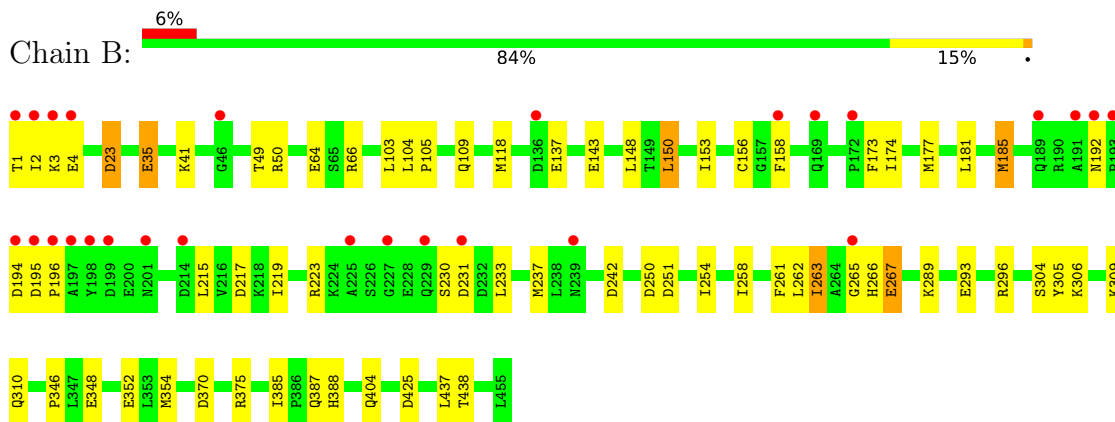 6%
Chain B:
84% 15% •
T1 I2 K3 E4 D23 E35 K41 G46 T49 R50 E64 S65 R66 L103 L104 P105 Q109 M118 D136 E137 E143 L148 T149 L150 I153 C156 G157 F158 Q169 P172 F173 I174 M177 L181 M185 Q189 R190 A191 N192 P193
D194 D195 P196 A197 Y198 D199 E200 N201 D214 L215 V216 D217 K218 I219 R223 K224 A225 S226 G227 E228 Q229 S230 D231 D232 L233 M237 L238 N239 D242 D250 D251 I254 I258 F261 L262 I263 A264 G265 H266 E267 K289 E293 R296 S304 Y305 K306 K309
Q310 P346 L347 E348 E352 L353 M354 D370 R375 I385 P386 Q387 H388 Q404 D425 L437 T438 L455